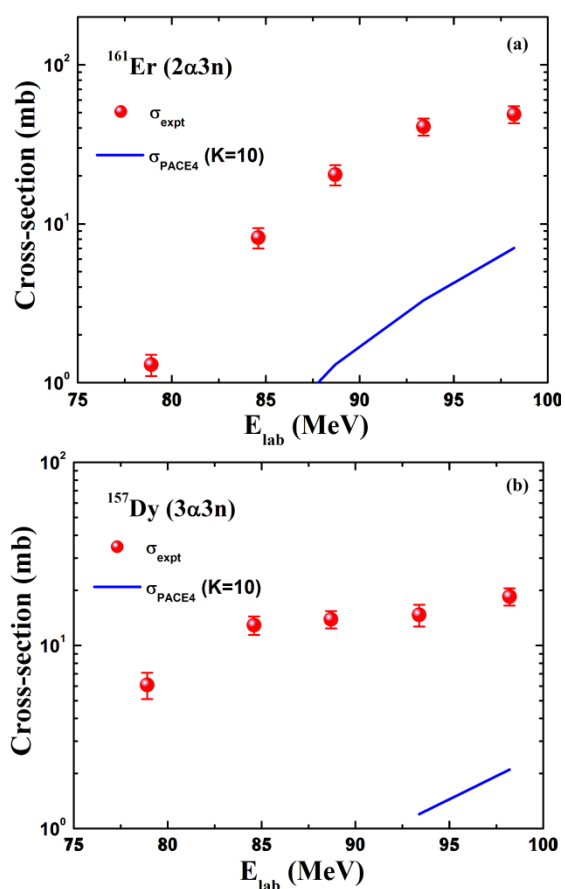 (a)
¹⁶¹Er (2α3n)
σexpt
σPACE4 (K=10)
Cross-section (mb)
10²
10¹
10⁰
75 80 85 90 95 100
Elab (MeV)
(b)
¹⁵⁷Dy (3α3n)
σexpt
σPACE4 (K=10)
Cross-section (mb)
10²
10¹
10⁰
75 80 85 90 95 100
Elab (MeV)